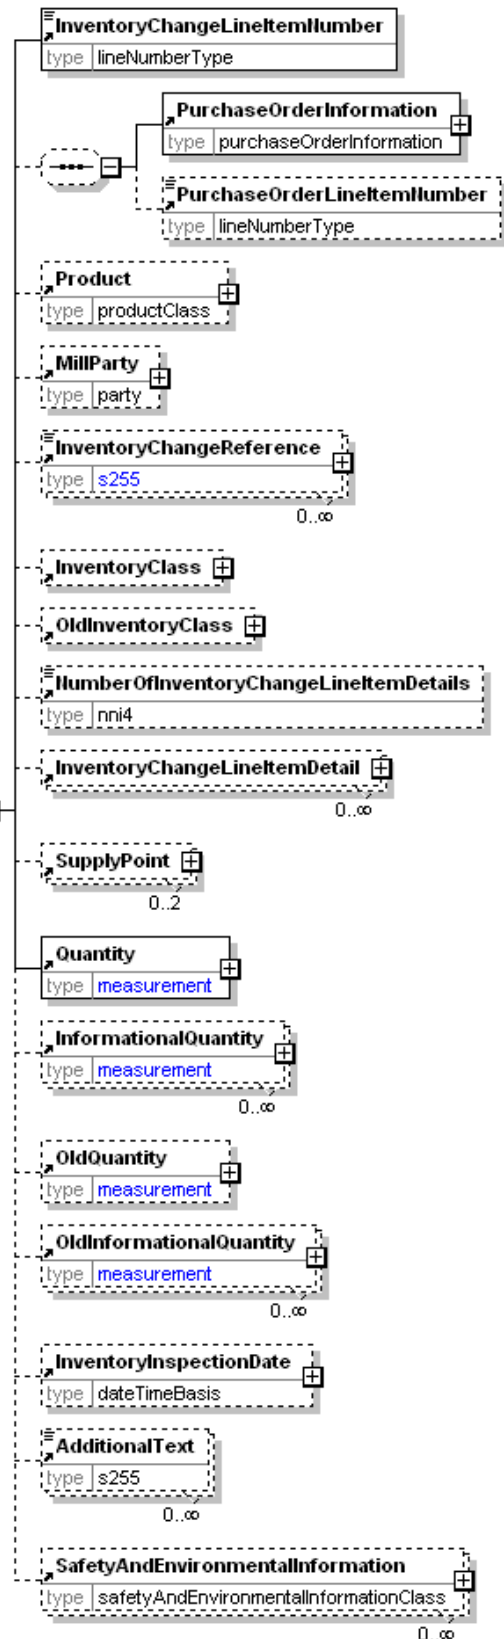 InventoryChangeLineItemNumber
type lineNumberType
PurchaseOrderInformation
type purchaseOrderInformation
PurchaseOrderLineItemNumber
type lineNumberType
Product
type productClass
MillParty
type party
InventoryChangeReference
type s255
0..∞
InventoryClass
OldInventoryClass
NumberOfInventoryChangeLineItemDetails
type nni4
InventoryChangeLineItemDetail
0..∞
SupplyPoint
0..2
Quantity
type measurement
InformationalQuantity
type measurement
0..∞
OldQuantity
type measurement
OldInformationalQuantity
type measurement
0..∞
InventoryInspectionDate
type dateTimeBasis
AdditionalText
type s255
0..∞
SafetyAndEnvironmentalInformation
type safetyAndEnvironmentalInformationClass
0..∞